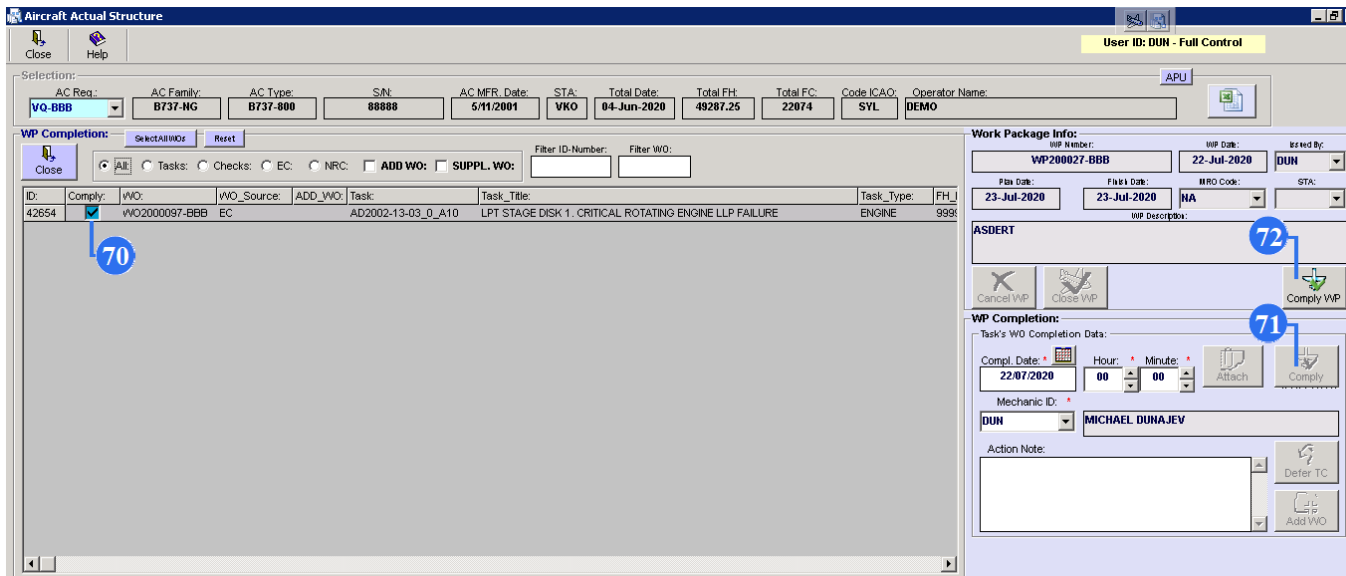 Aircraft Actual Structure
Close Help
User ID: DUN - Full Control
Selection:
APU
AC Reg.: AC Family: AC Type: S/N: AC MFR. Date: STA: Total Date: Total FH: Total FC: Code ICAO: Operator Name:
VQ-BBB B737-NG B737-800 88888 5/11/2001 VKO 04-Jun-2020 49287.25 22074 SYL DEMO
WP Completion: SelectAllWOs Reset
Close
All: Tasks: Checks: EC: NRC: ADD WO: SUPPL. WO:
Filter ID-Number: Filter WO:
ID: Comply: WO: WO_Source: ADD_WO: Task: Task_Title: Task_Type:
42654 WO2000097-BBB EC AD2002-13-03_0_A10 LPT STAGE DISK 1. CRITICAL ROTATING ENGINE LLP FAILURE ENGINE
70
Work Package Info:
WP Number: WP Date: Issued By:
WP200027-BBB 22-Jul-2020 DUN
Plan Date: Finish Date: MRO Code: STA:
23-Jul-2020 23-Jul-2020 NA
WP Description:
ASDERT
72
Cancel WP Close WP Comply WP
WP Completion:
71
Task's WO Completion Data:
Compl. Date: * Hour: * Minute: *
22/07/2020 00 00 Attach Comply
Mechanic ID: *
DUN MICHAEL DUNAJEV
Action Note:
Defer TC
Add WO